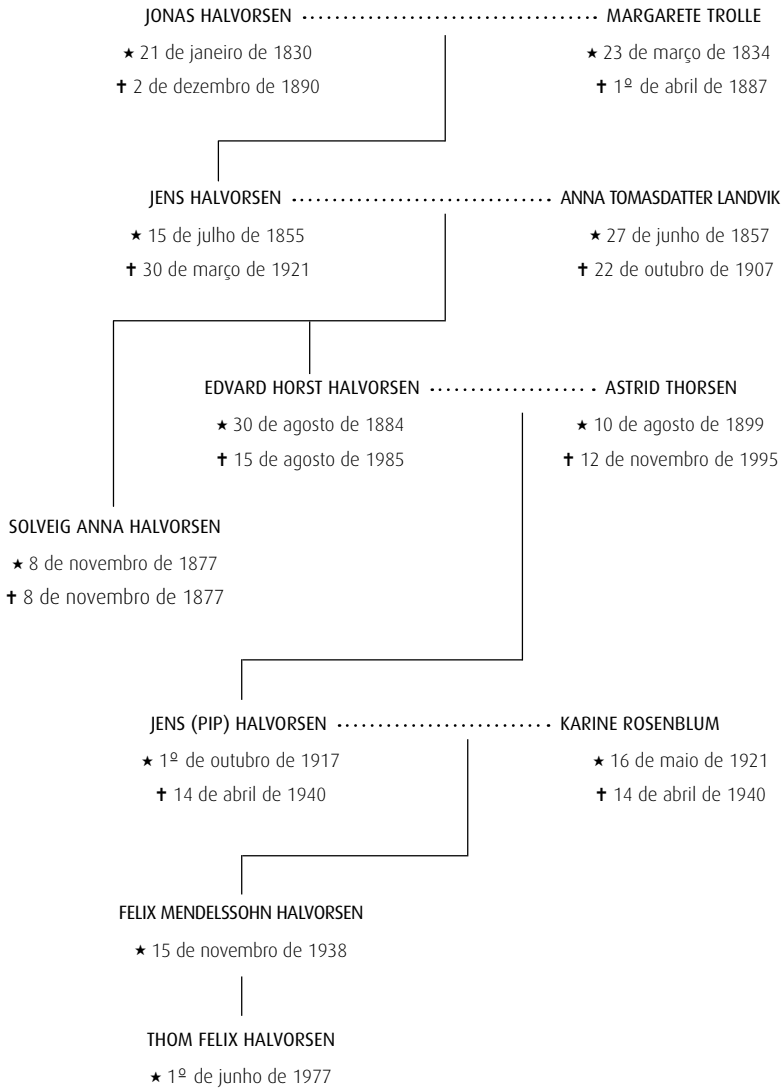 JONAS HALVORSEN ........................................ MARGARETE TROLLE
★ 21 de janeiro de 1830 ★ 23 de março de 1834
✝ 2 de dezembro de 1890 ✝ 1º de abril de 1887
JENS HALVORSEN ................................... ANNA TOMASDATTER LANDVIK
★ 15 de julho de 1855 ★ 27 de junho de 1857
✝ 30 de março de 1921 ✝ 22 de outubro de 1907
EDVARD HORST HALVORSEN ...................... ASTRID THORSEN
★ 30 de agosto de 1884 ★ 10 de agosto de 1899
✝ 15 de agosto de 1985 ✝ 12 de novembro de 1995
SOLVEIG ANNA HALVORSEN
★ 8 de novembro de 1877
✝ 8 de novembro de 1877
JENS (PIP) HALVORSEN ............................ KARINE ROSENBLUM
★ 1º de outubro de 1917 ★ 16 de maio de 1921
✝ 14 de abril de 1940 ✝ 14 de abril de 1940
FELIX MENDELSSOHN HALVORSEN
★ 15 de novembro de 1938
THOM FELIX HALVORSEN
★ 1º de junho de 1977